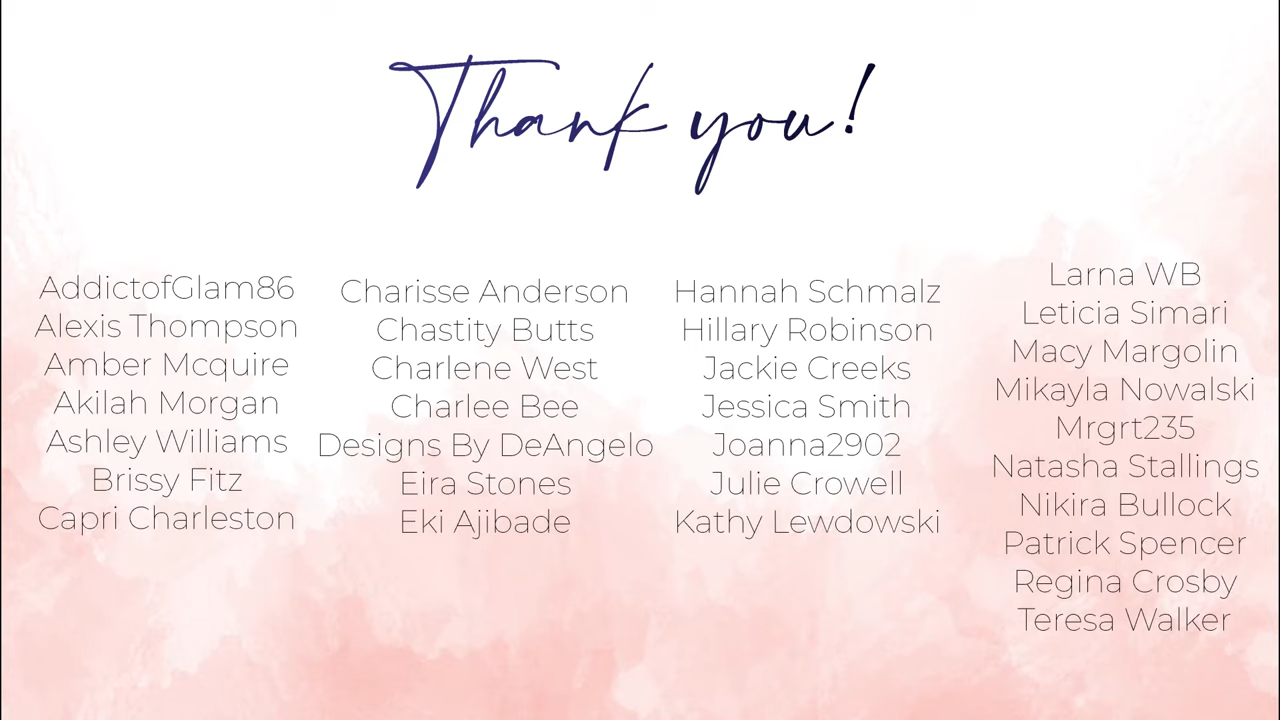 Thank you!
AddictofGlam86
Alexis Thompson
Amber Mcquire
Akilah Morgan
Ashley Williams
Brissy Fitz
Capri Charleston
Charisse Anderson
Chastity Butts
Charlene West
Charlee Bee
Designs By DeAngelo
Eira Stones
Eki Ajibade
Hannah Schmalz
Hillary Robinson
Jackie Creeks
Jessica Smith
Joanna2902
Julie Crowell
Kathy Lewdowski
Larna WB
Leticia Simari
Macy Margolin
Mikayla Nowalski
Mrgrt235
Natasha Stallings
Nikira Bullock
Patrick Spencer
Regina Crosby
Teresa Walker